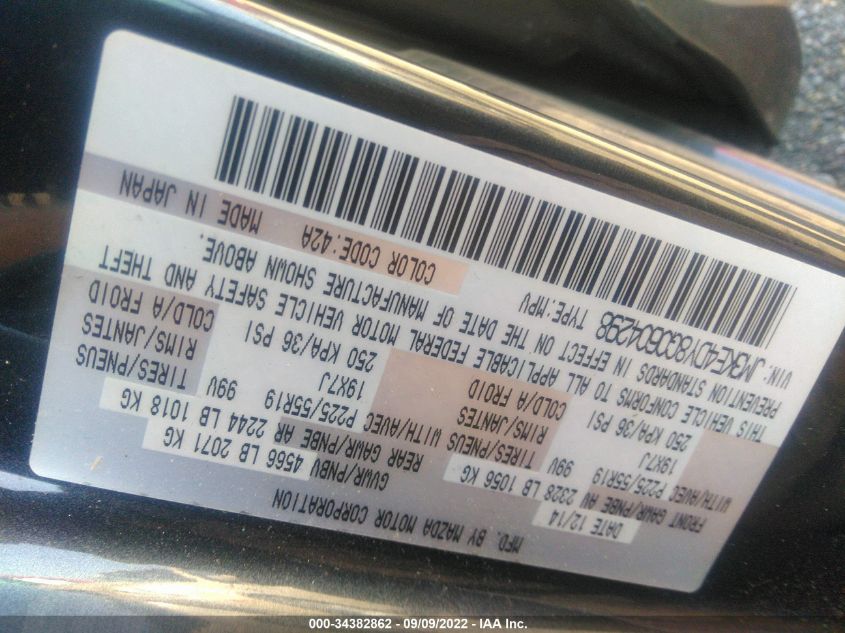 MFD. BY MAZDA MOTOR CORPORATION
DATE 12/14 GVWR/PNBV 4566 LB 2071 KG
FRONT GAWR/PNBE AV 2328 LB 1056 KG REAR GAWR/PNBE AR 2244 LB 1018 KG
WITH/AVEC P225/55R19 99V TIRES/PNEUS WITH/AVEC P225/55R19 99V TIRES/PNEUS
19X7J RIMS/JANTES 19X7J RIMS/JANTES
250 KPA/36 PSI COLD/A FROID 250 KPA/36 PSI COLD/A FROID
THIS VEHICLE CONFORMS TO ALL APPLICABLE FEDERAL MOTOR VEHICLE SAFETY AND THEFT
PREVENTION STANDARDS IN EFFECT ON THE DATE OF MANUFACTURE SHOWN ABOVE.
VIN: JM3KE4DY8G0604298 TYPE:MPV COLOR CODE:42A MADE IN JAPAN
000-34382862 - 09/09/2022 - IAA Inc.